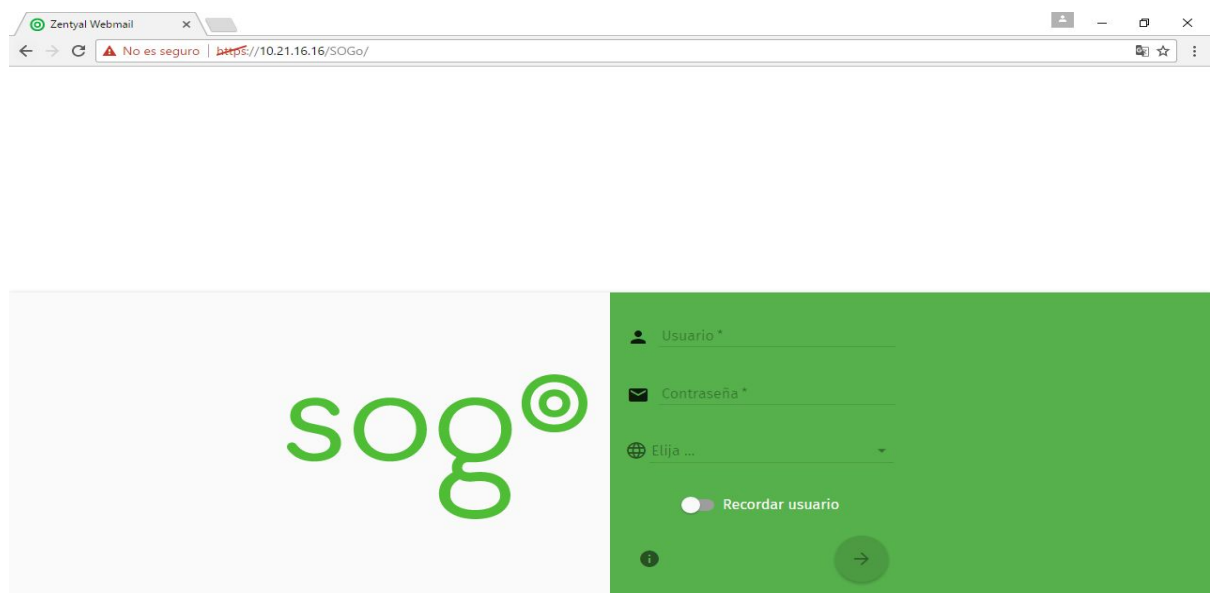 Zentyal Webmail
No es seguro | https://10.21.16.16/SOGo/
sogo
Usuario *
Contraseña *
Elija ...
Recordar usuario